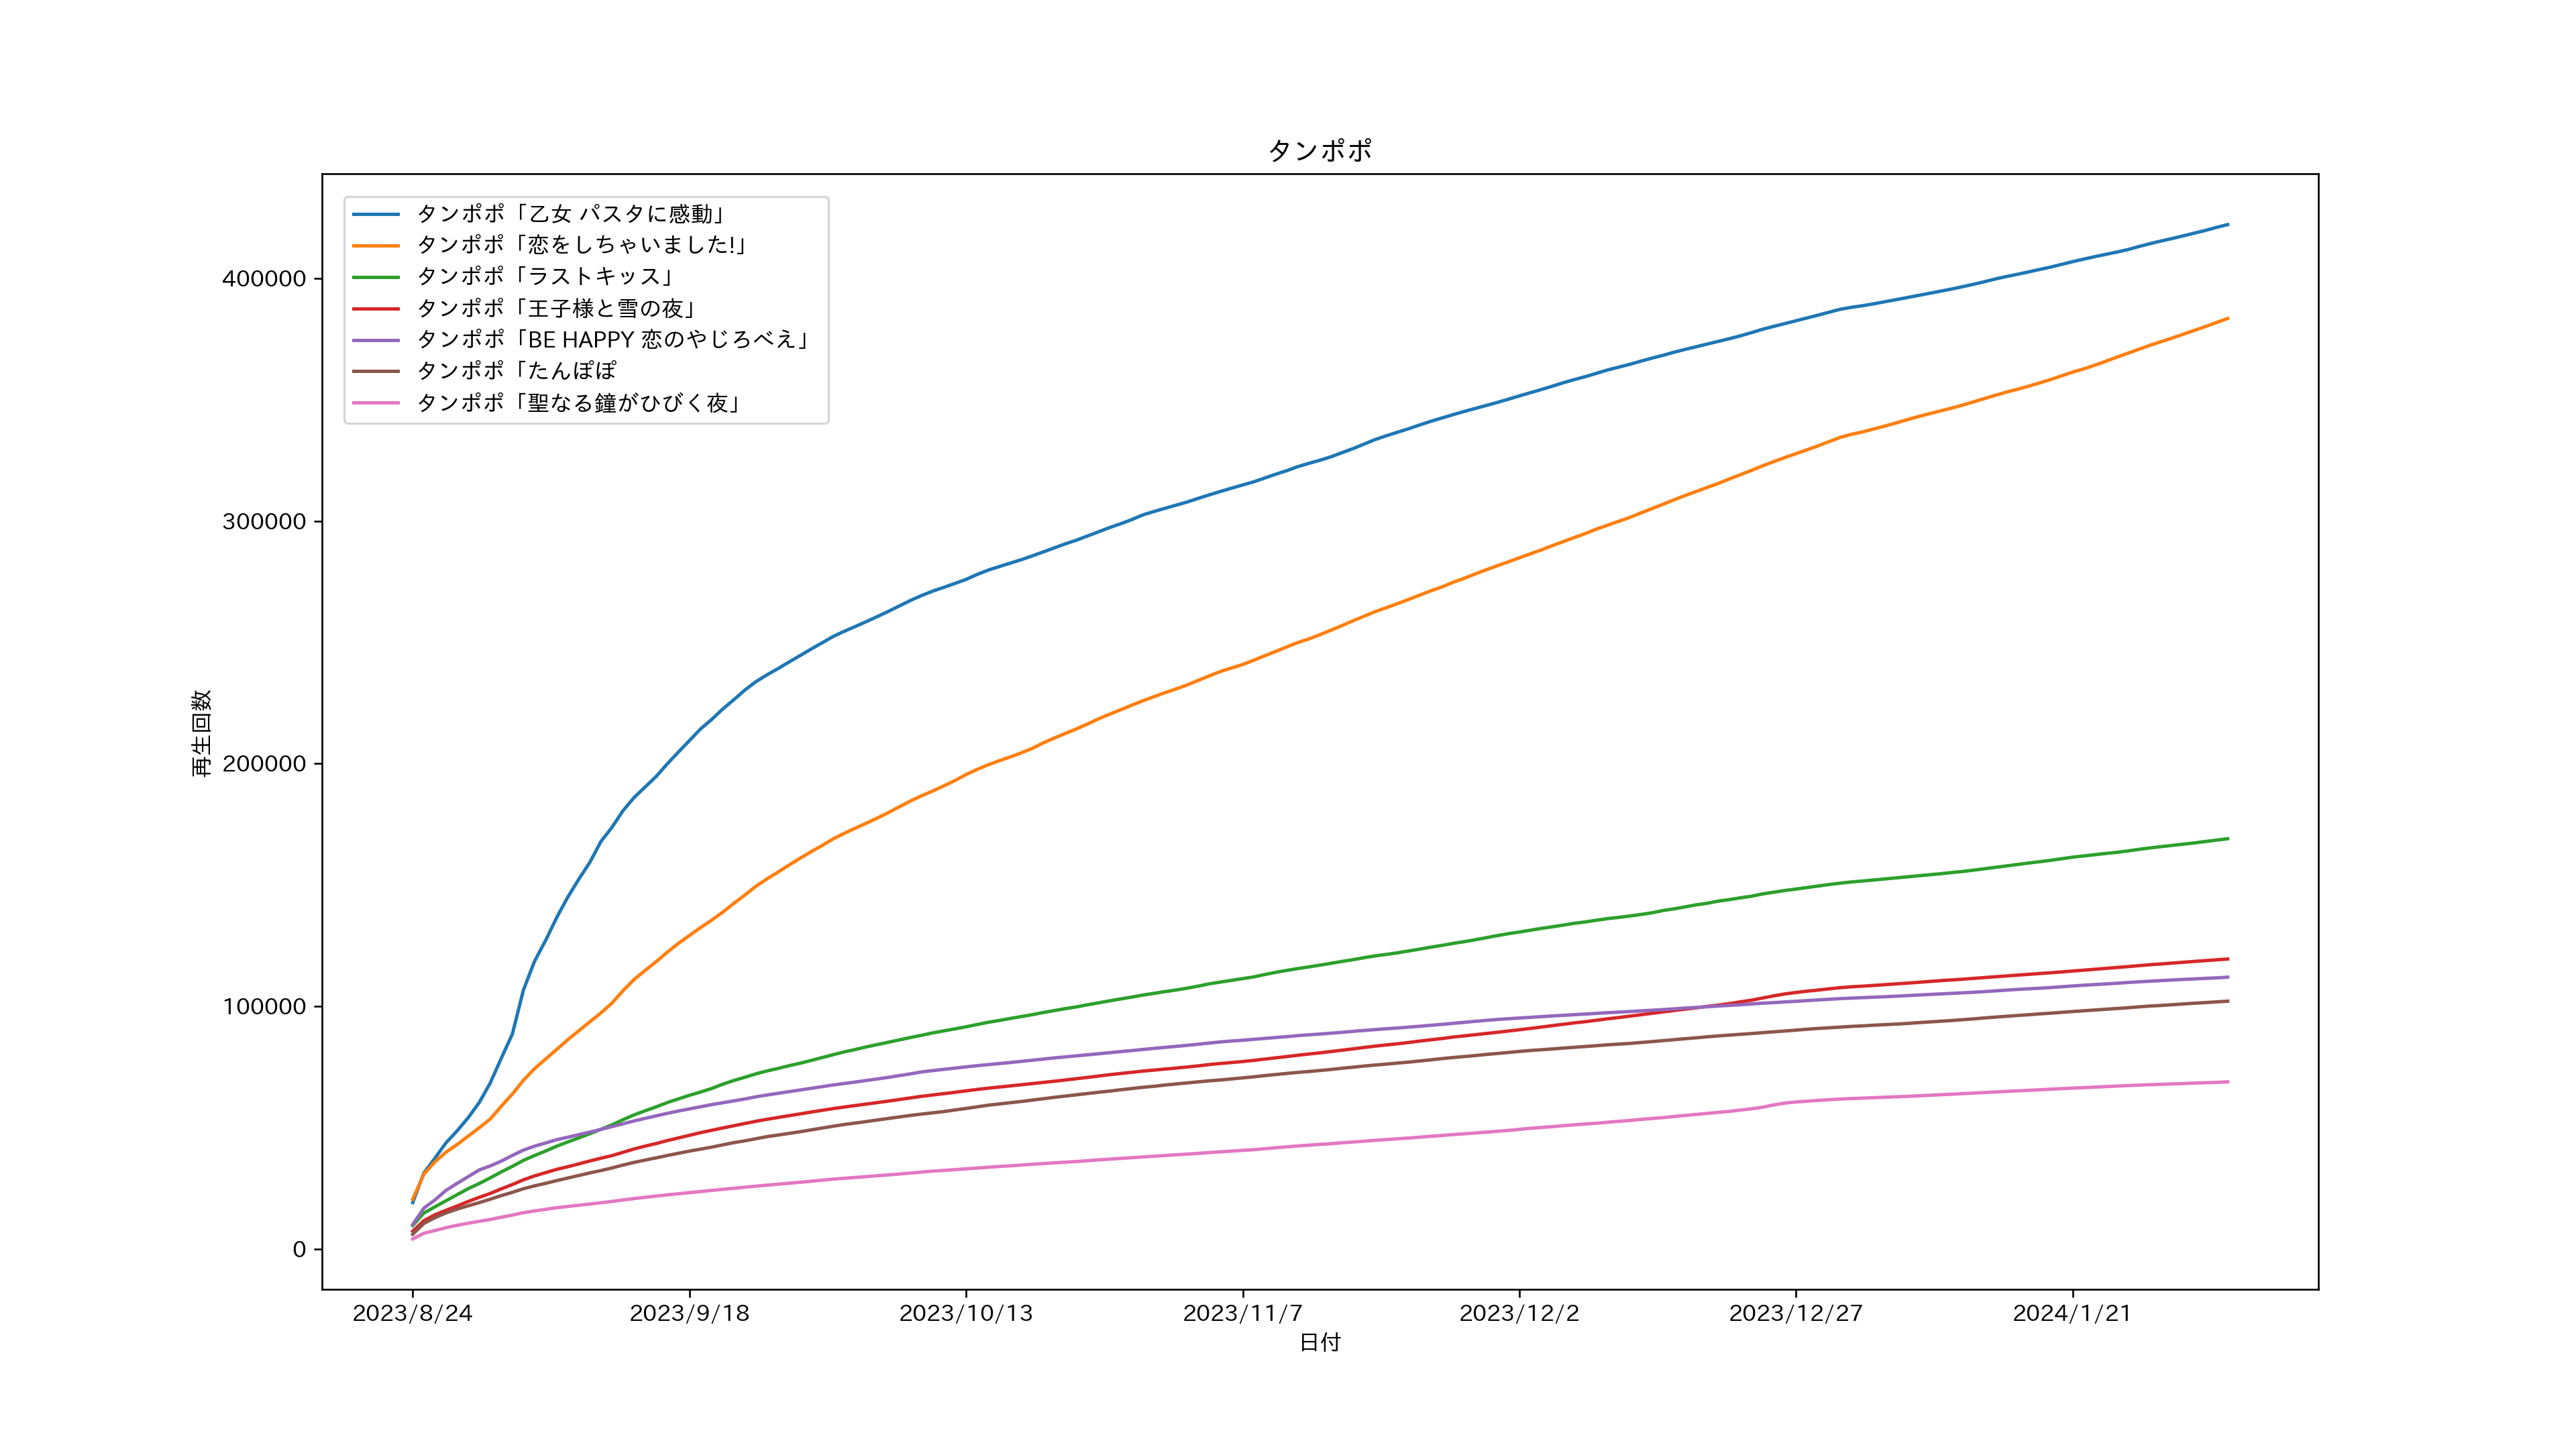 タンポポ
タンポポ「乙女 パスタに感動」
タンポポ「恋をしちゃいました!」
タンポポ「ラストキッス」
タンポポ「王子様と雪の夜」
タンポポ「BE HAPPY 恋のやじろべえ」
タンポポ「たんぽぽ
タンポポ「聖なる鐘がひびく夜」
400000
300000
200000
100000
0
再生回数
2023/8/24
2023/9/18
2023/10/13
2023/11/7
2023/12/2
2023/12/27
2024/1/21
日付